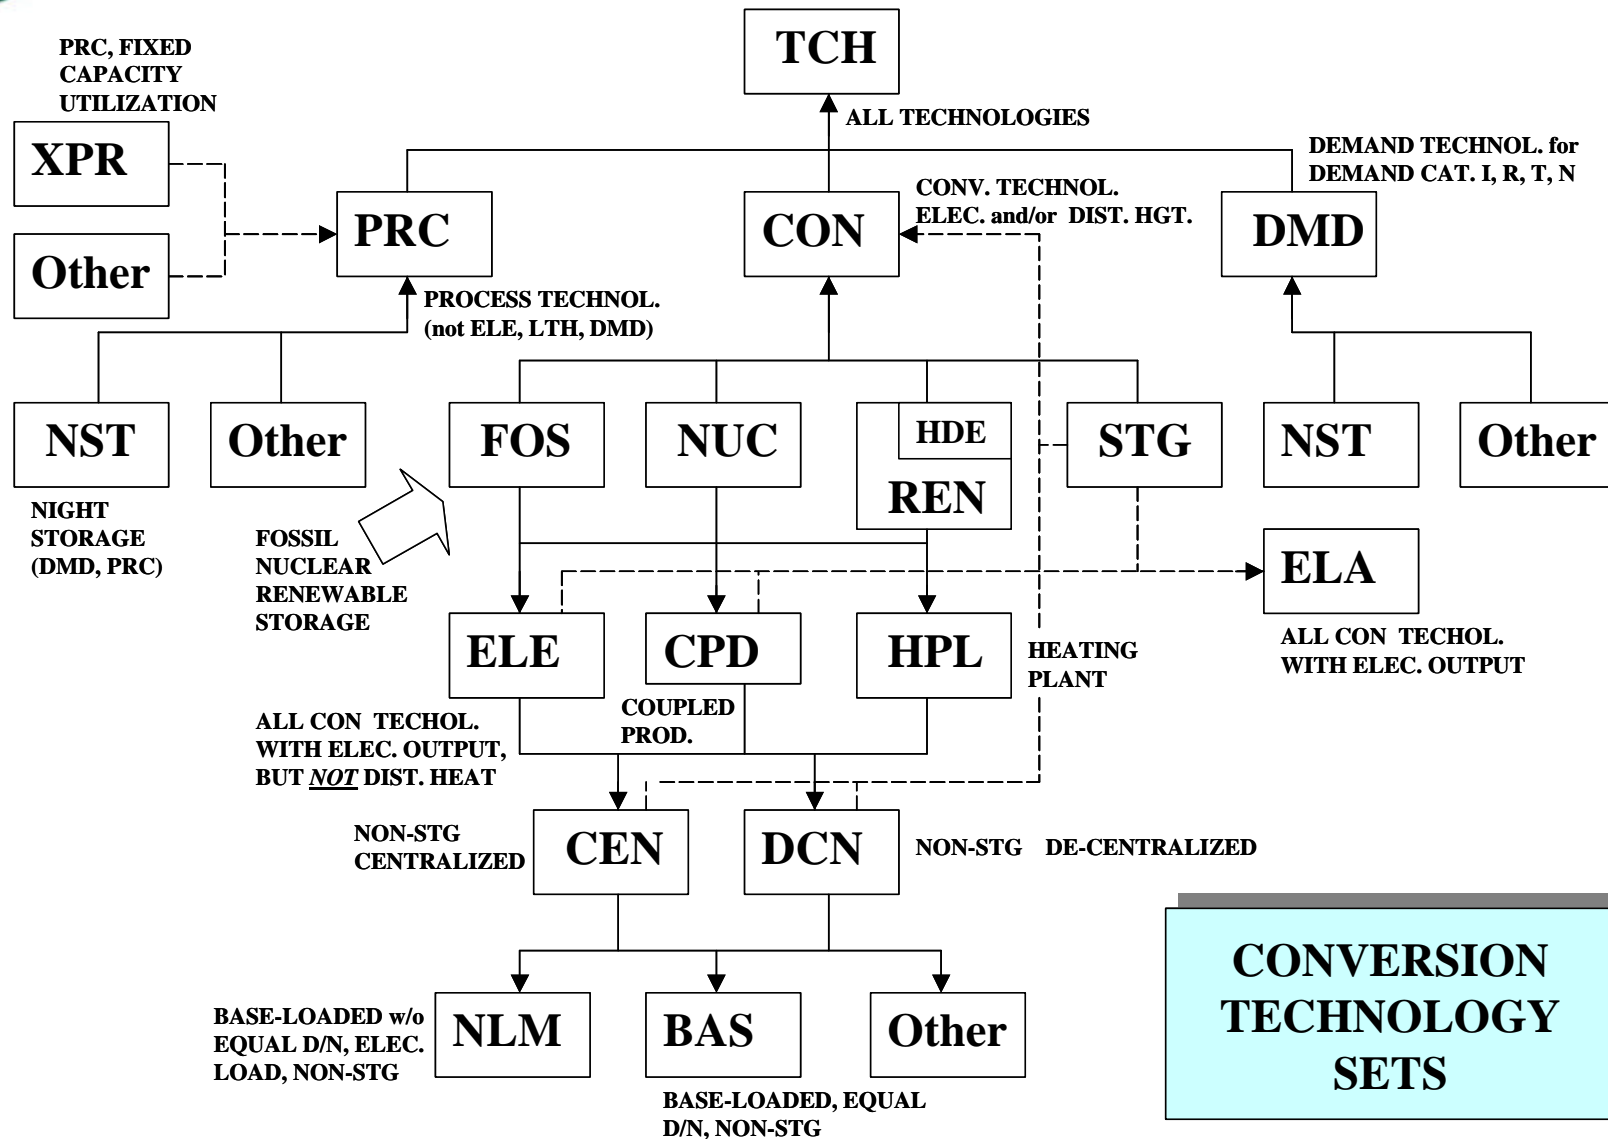 TCH
PRC, FIXED
CAPACITY
UTILIZATION
ALL TECHNOLOGIES
XPR
DEMAND TECHNOL. for
DEMAND CAT. I, R, T, N
CONV. TECHNOL.
ELEC. and/or DIST. HGT.
PRC
CON
DMD
Other
PROCESS TECHNOL.
(not ELE, LTH, DMD)
NST
Other
FOS
NUC
HDE
REN
STG
NST
Other
NIGHT
STORAGE
(DMD, PRC)
FOSSIL
NUCLEAR
RENEWABLE
STORAGE
ELA
ALL CON TECHOL.
WITH ELEC. OUTPUT
ELE
CPD
HPL
HEATING
PLANT
COUPLED
PROD.
ALL CON TECHOL.
WITH ELEC. OUTPUT,
BUT NOT DIST. HEAT
NON-STG
CENTRALIZED
CEN
DCN
NON-STG DE-CENTRALIZED
CONVERSION
TECHNOLOGY
SETS
BASE-LOADED w/o
EQUAL D/N, ELEC.
LOAD, NON-STG
NLM
BAS
Other
BASE-LOADED, EQUAL
D/N, NON-STG